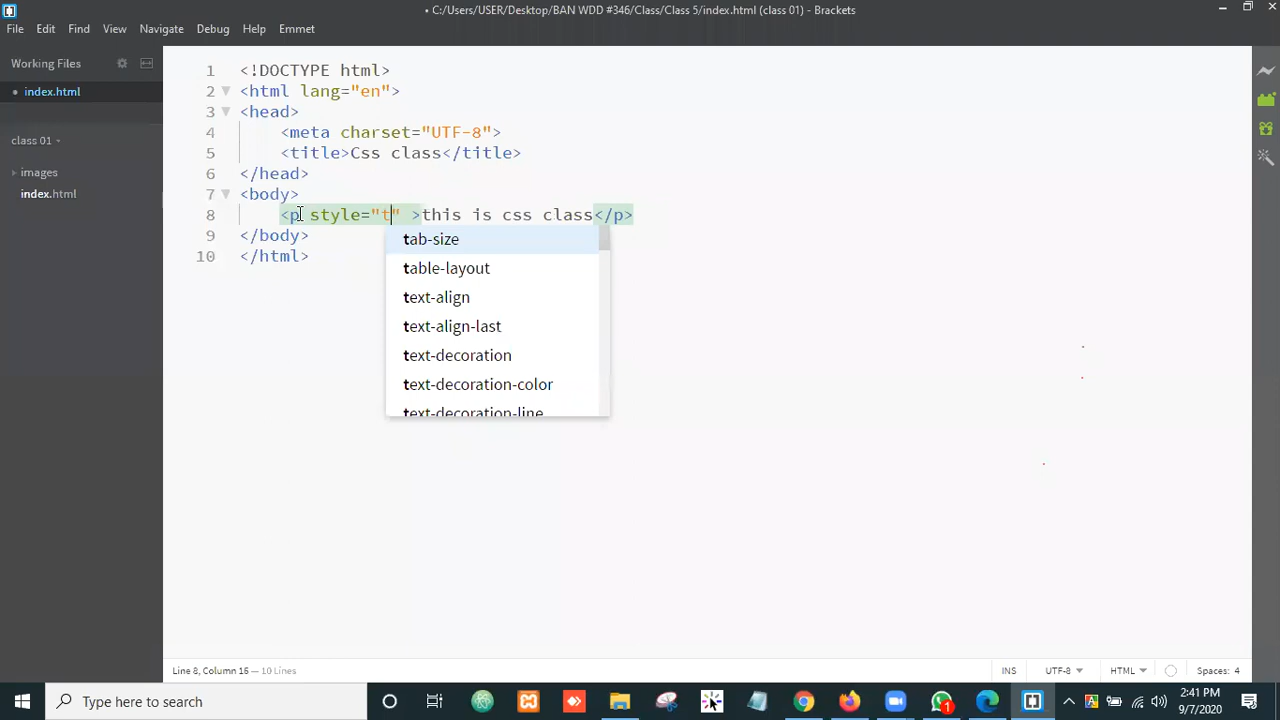 • C:/Users/USER/Desktop/BAN WDD #346/Class/Class 5/index.html (class 01) - Brackets
File Edit Find View Navigate Debug Help Emmet
Working Files
• index.html
class 01
images
index.html
1 <!DOCTYPE html>
2 <html lang="en">
3 <head>
4 <meta charset="UTF-8">
5 <title>Css class</title>
6 </head>
7 <body>
8 <p style="t" >this is css class</p>
9 </body>
10 </html>
tab-size
table-layout
text-align
text-align-last
text-decoration
text-decoration-color
text-decoration-line
Line 8, Column 16 — 10 Lines
INS UTF-8 HTML Spaces: 4
Type here to search
1
2:41 PM
9/7/2020